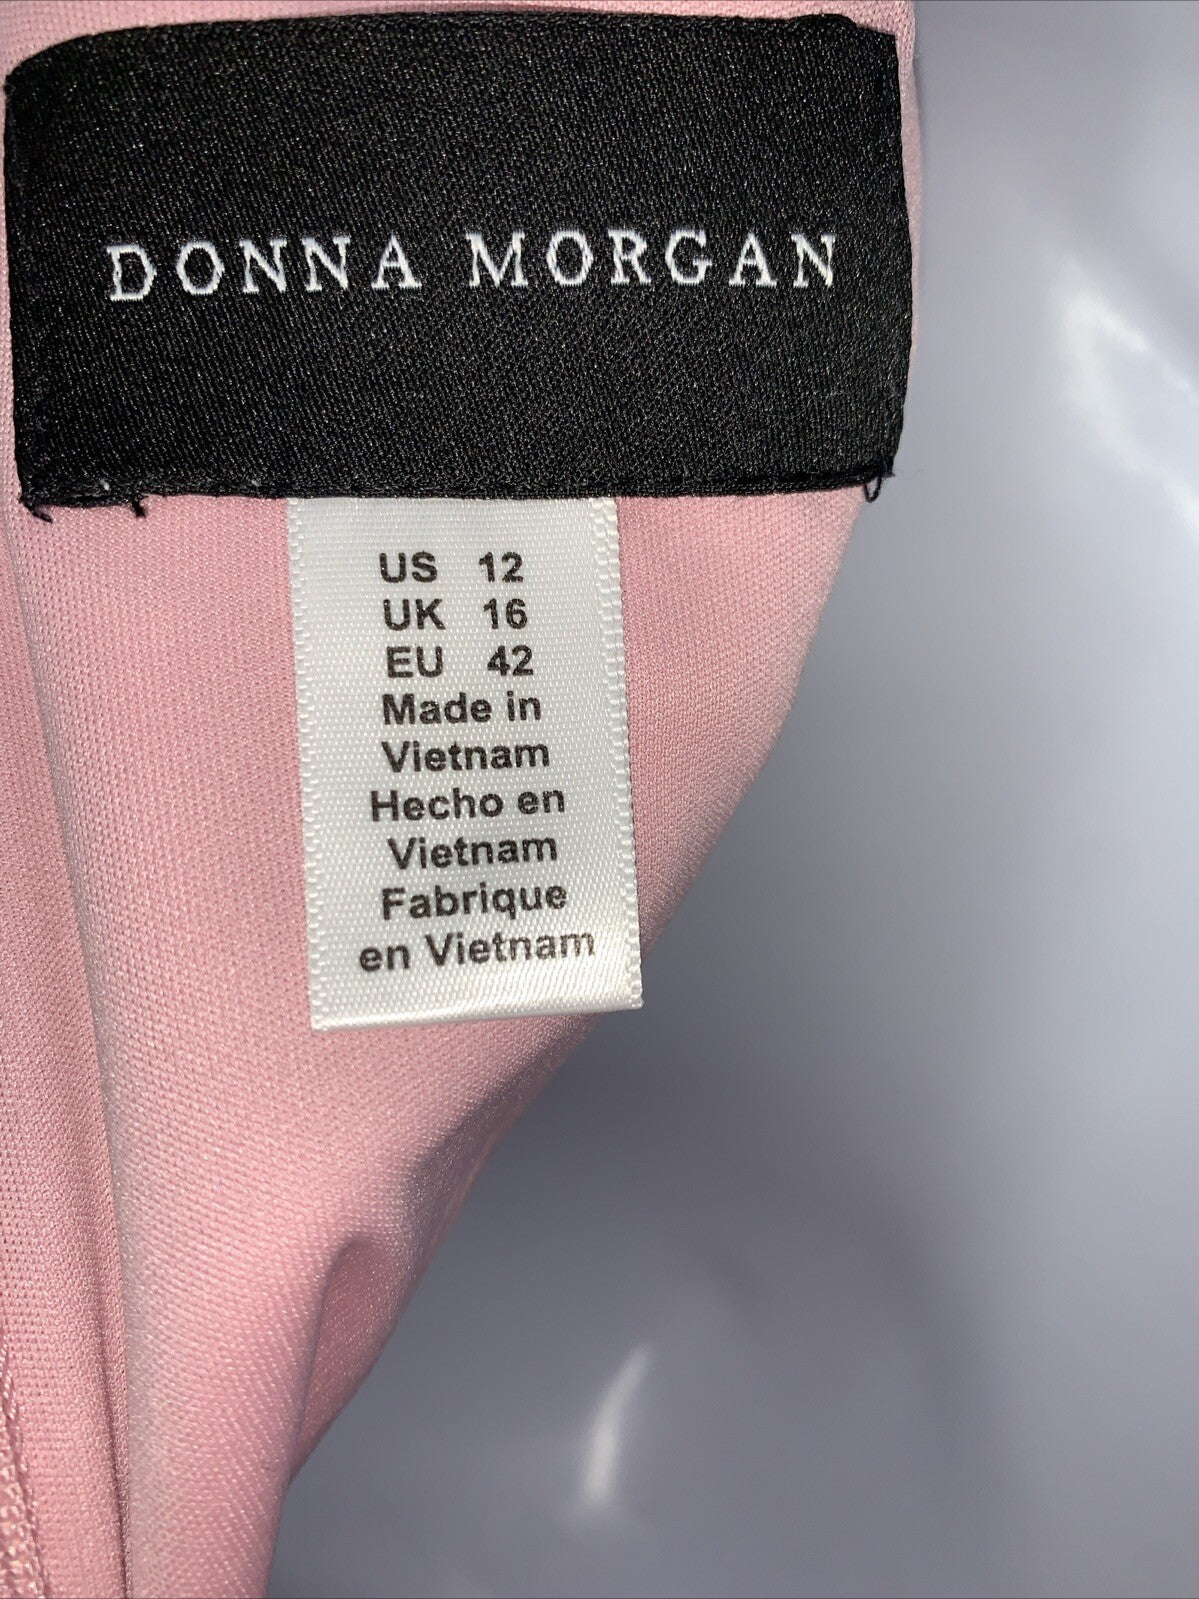 DONNA MORGAN
US 12
UK 16
EU 42
Made in
Vietnam
Hecho en
Vietnam
Fabrique
en Vietnam